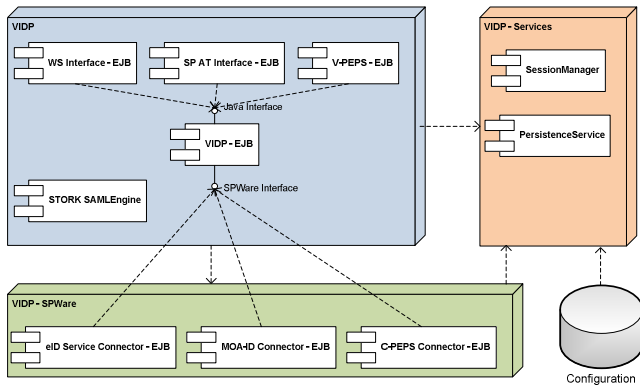 VIDP
WS Interface - EJB
SP AT Interface - EJB
V-PEPS - EJB
Java Interface
VIDP - EJB
SPWare Interface
STORK SAMLEngine
VIDP - Services
SessionManager
PersistenceService
VIDP - SPWare
eID Service Connector - EJB
MOA-ID Connector - EJB
C-PEPS Connector - EJB
Configuration